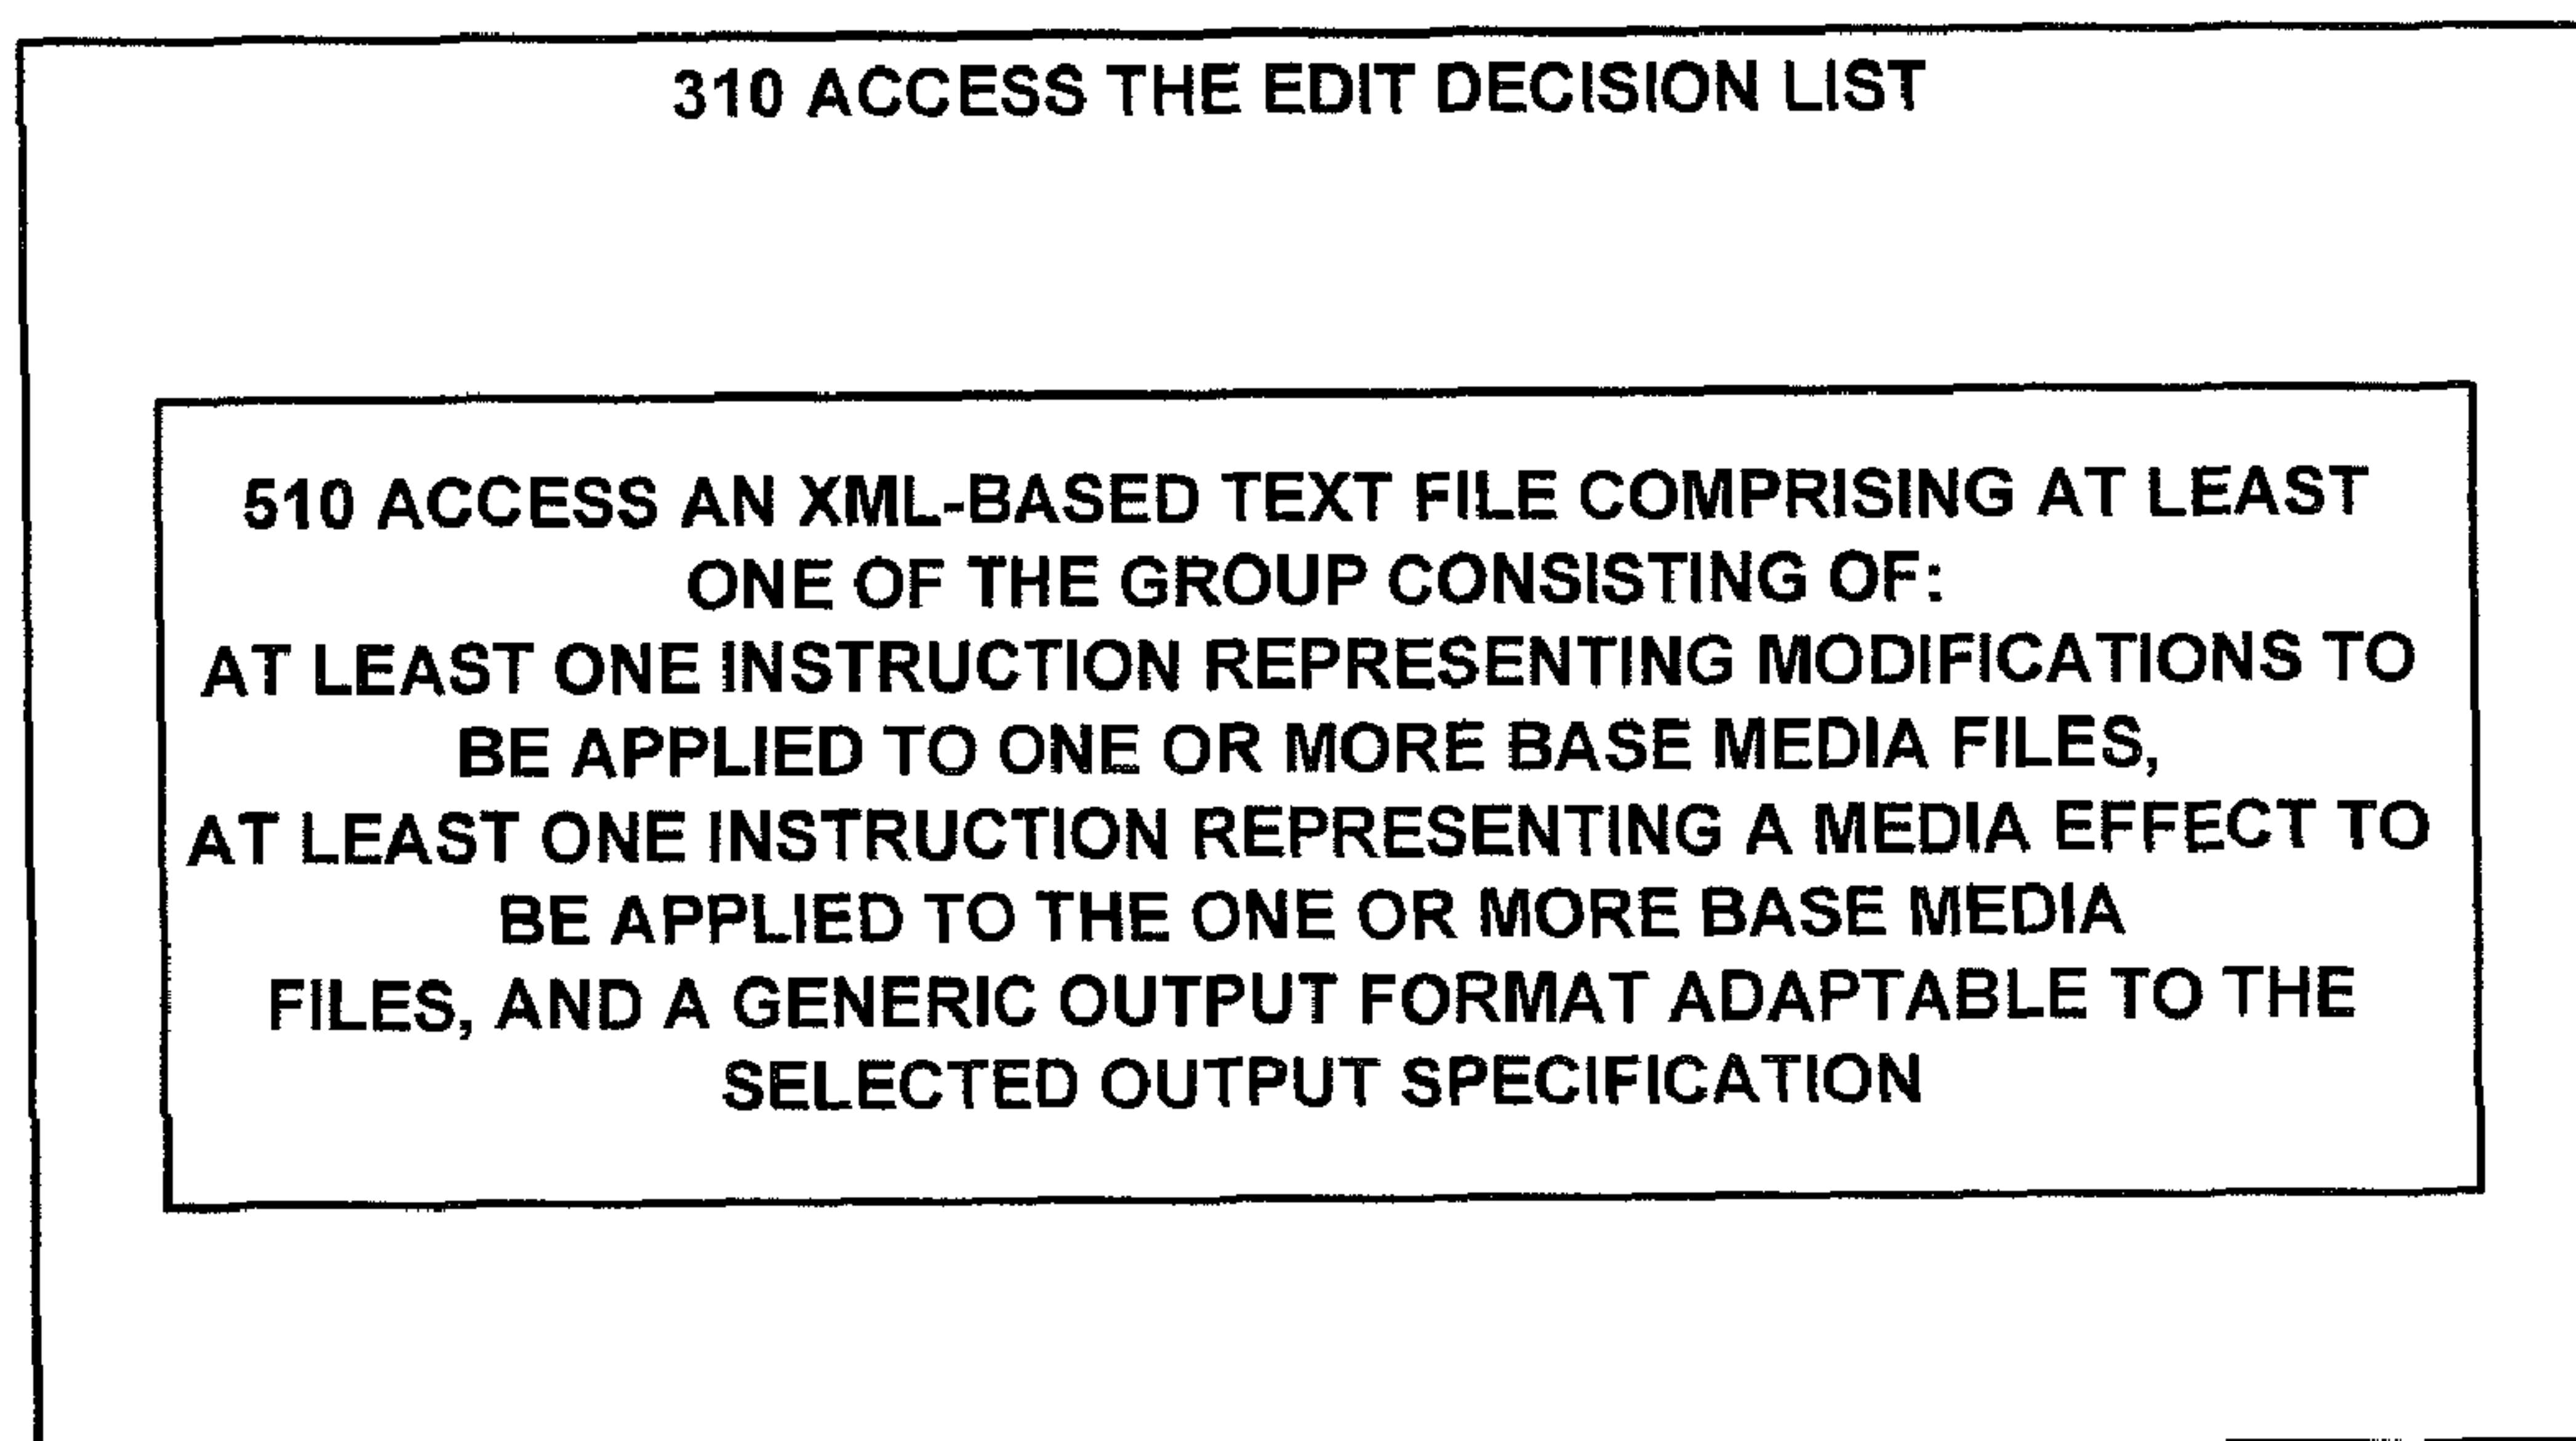 310 ACCESS THE EDIT DECISION LIST
510 ACCESS AN XML-BASED TEXT FILE COMPRISING AT LEAST
ONE OF THE GROUP CONSISTING OF:
AT LEAST ONE INSTRUCTION REPRESENTING MODIFICATIONS TO
BE APPLIED TO ONE OR MORE BASE MEDIA FILES,
AT LEAST ONE INSTRUCTION REPRESENTING A MEDIA EFFECT TO
BE APPLIED TO THE ONE OR MORE BASE MEDIA
FILES, AND A GENERIC OUTPUT FORMAT ADAPTABLE TO THE
SELECTED OUTPUT SPECIFICATION